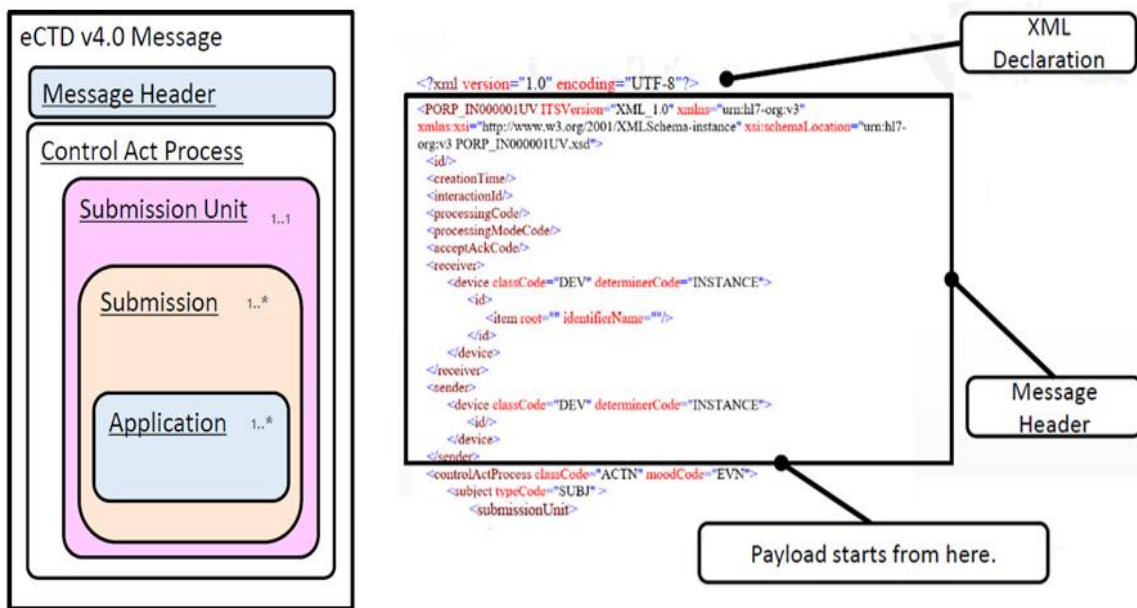 eCTD v4.0 Message
Message Header
Control Act Process
Submission Unit 1..1
Submission 1..*
Application 1..*
XML
Declaration
<?xml version="1.0" encoding="UTF-8"?>
<PORP_IN000001UV ITSVersion="XML_1.0" xmlns="urn:hl7-org:v3"
xmlns:xsi="http://www.w3.org/2001/XMLSchema-instance" xsi:schemaLocation="urn:hl7-
org:v3 PORP_IN000001UV.xsd">
<id/>
<creationTime/>
<interactionId/>
<processingCode/>
<processingModeCode/>
<acceptAckCode/>
<receiver>
<device classCode="DEV" determinerCode="INSTANCE">
<id>
<item root="" identifierName=""/>
</id>
</device>
</receiver>
<sender>
<device classCode="DEV" determinerCode="INSTANCE">
<id/>
</device>
</sender>
<controlActProcess classCode="ACTN" moodCode="EVN">
<subject typeCode="SUBJ" >
<submissionUnit>
Message
Header
Payload starts from here.